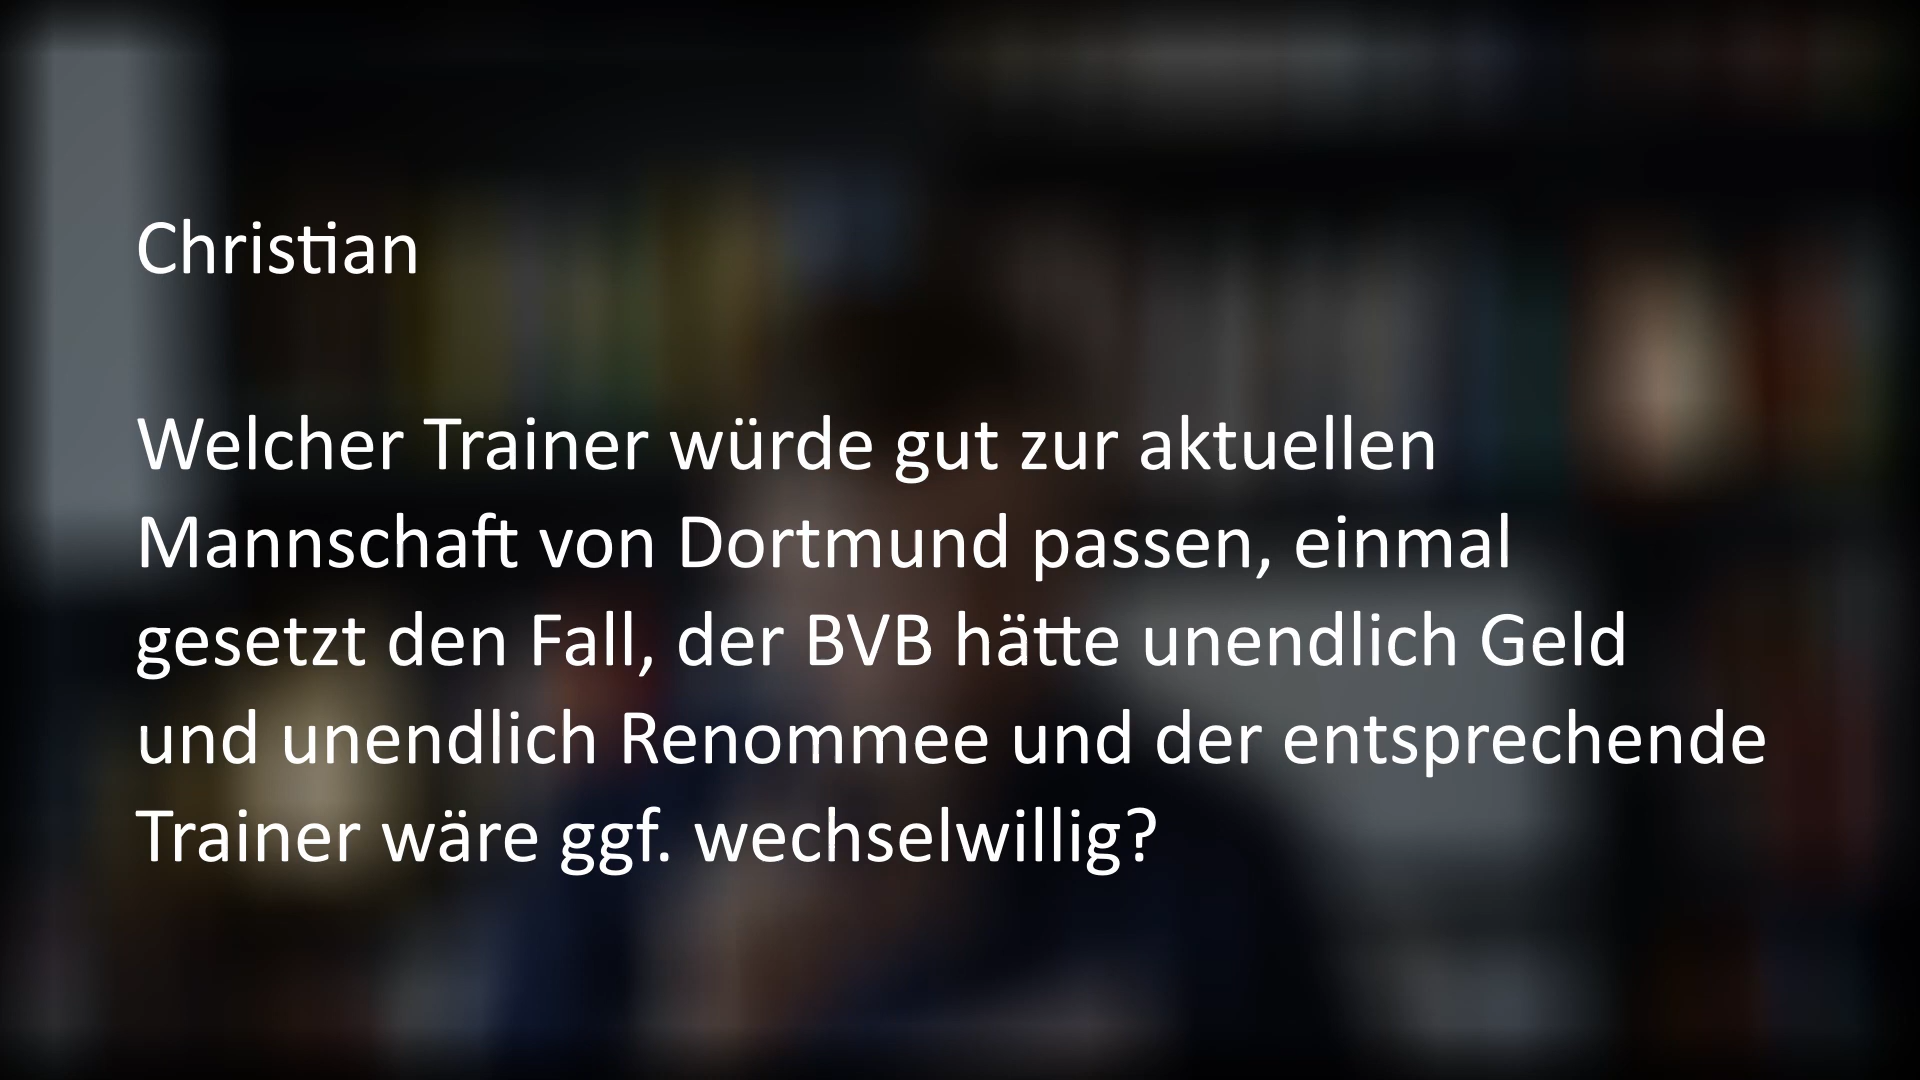 Christian
Welcher Trainer würde gut zur aktuellen
Mannschaft von Dortmund passen, einmal
gesetzt den Fall, der BVB hätte unendlich Geld
und unendlich Renommee und der entsprechende
Trainer wäre ggf. wechselwillig?